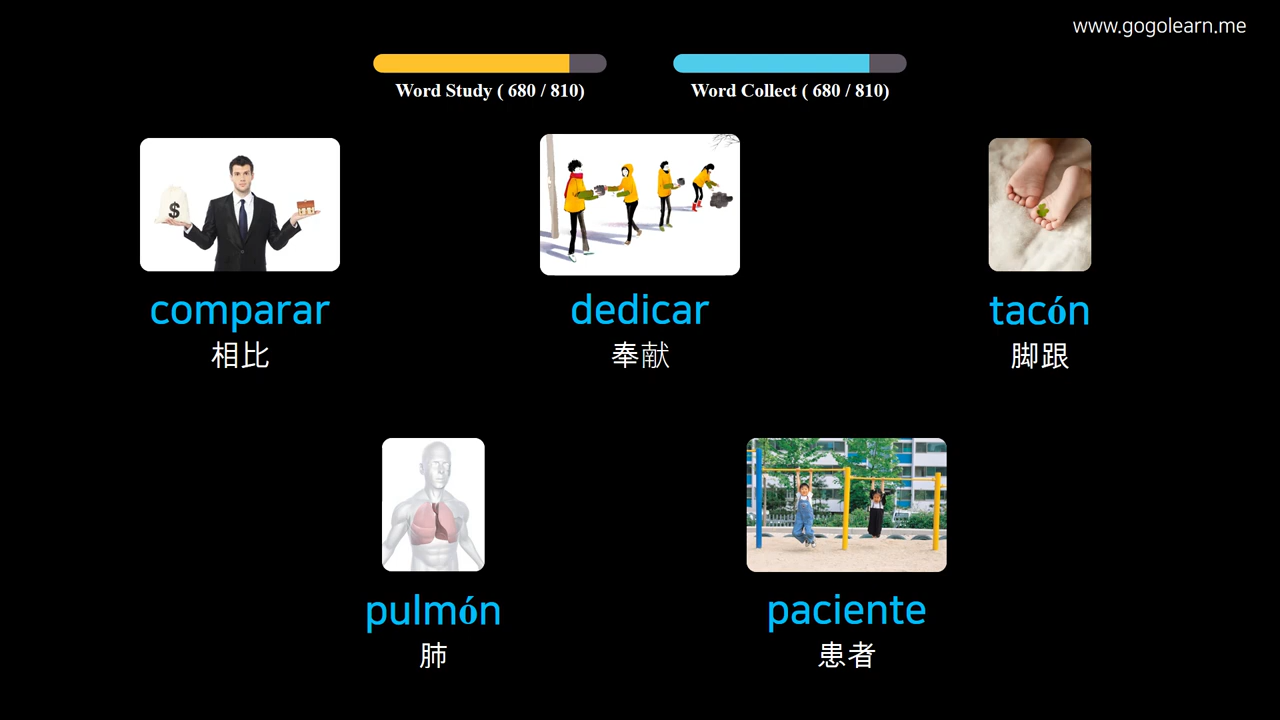 www.gogolearn.me
Word Study ( 680 / 810)
Word Collect ( 680 / 810)
$
comparar
相比
dedicar
奉献
tacón
脚跟
pulmón
肺
paciente
患者